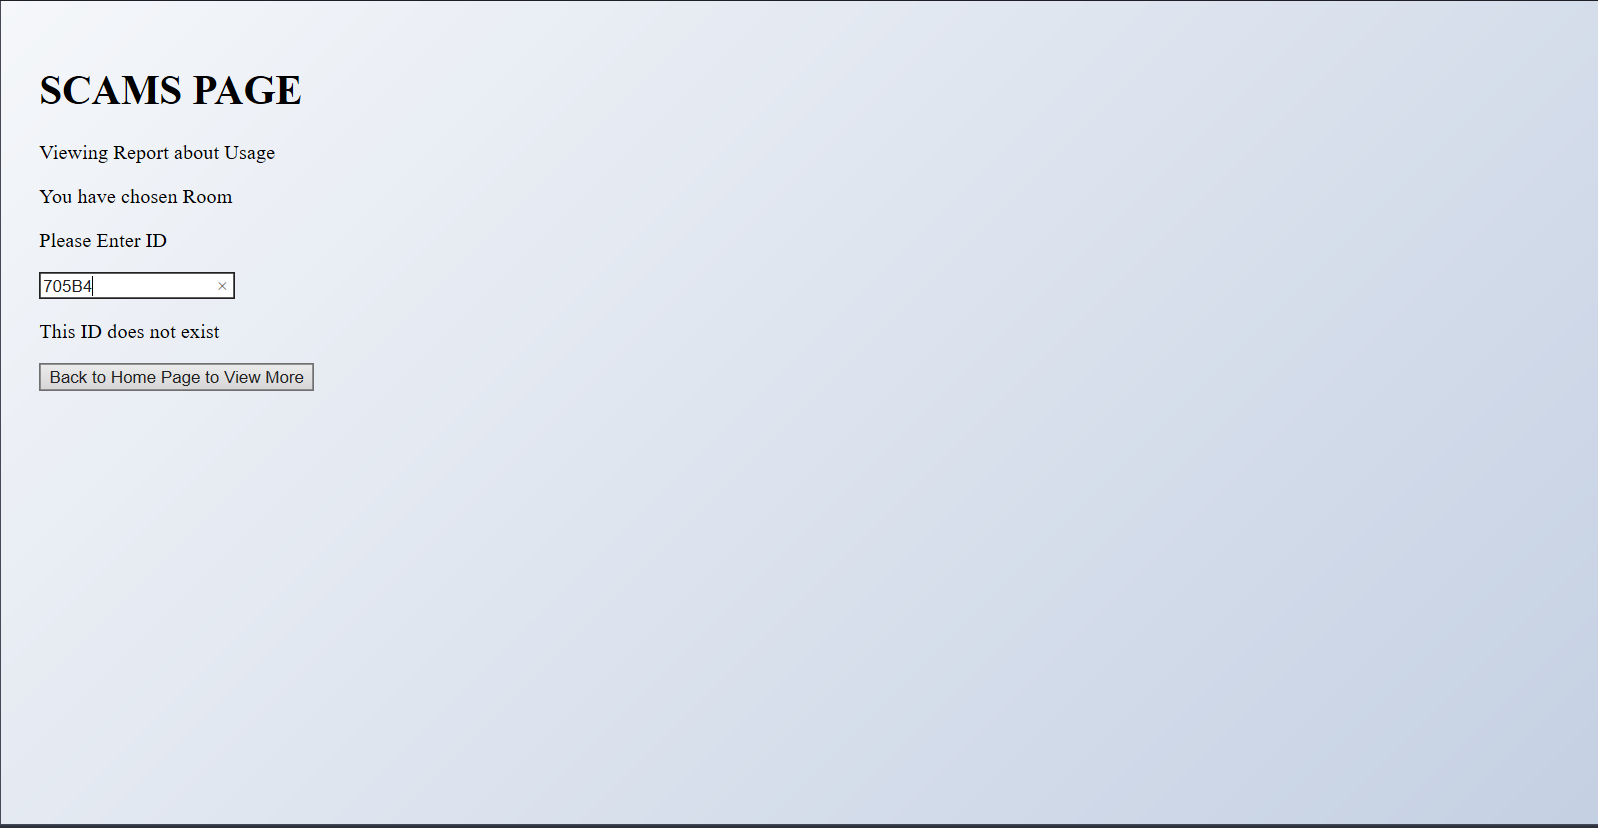 SCAMS PAGE
Viewing Report about Usage
You have chosen Room
Please Enter ID
705B4
This ID does not exist
Back to Home Page to View More